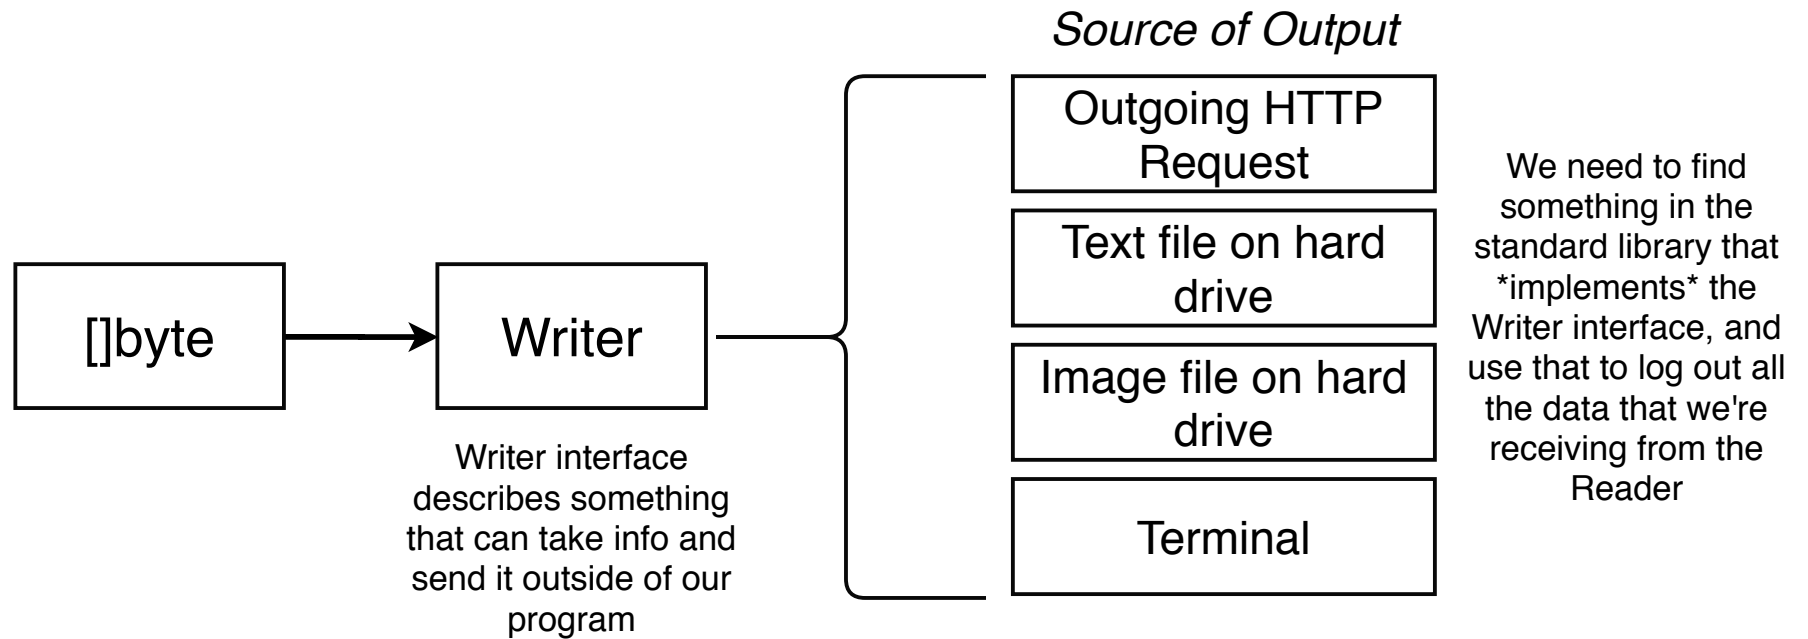 Source of Output
Outgoing HTTP
Request
Text file on hard
drive
Image file on hard
drive
Terminal
[]byte
Writer
Writer interface
describes something
that can take info and
send it outside of our
program
We need to find
something in the
standard library that
*implements* the
Writer interface, and
use that to log out all
the data that we're
receiving from the
Reader